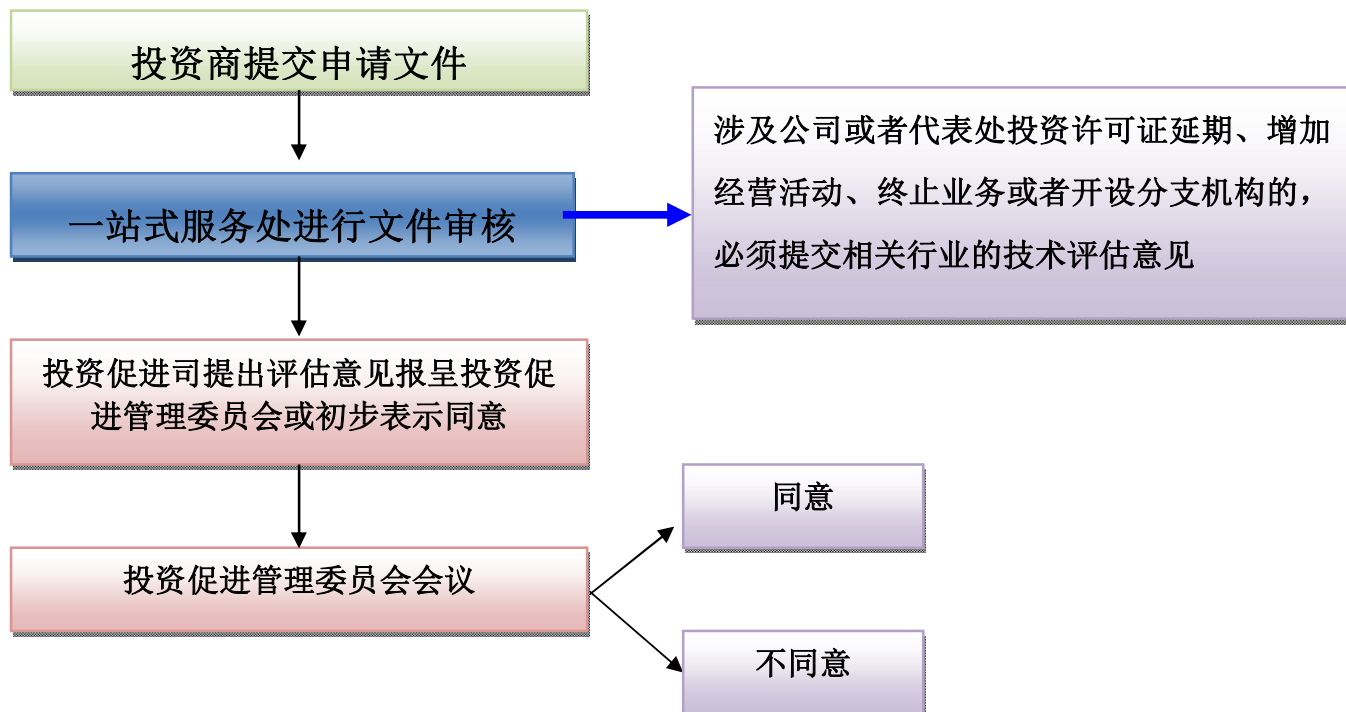 投资商提交申请文件
一站式服务处进行文件审核
涉及公司或者代表处投资许可证延期、增加
经营活动、终止业务或者开设分支机构的，
必须提交相关行业的技术评估意见
投资促进司提出评估意见报呈投资促
进管理委员会或初步表示同意
投资促进管理委员会会议
同意
不同意